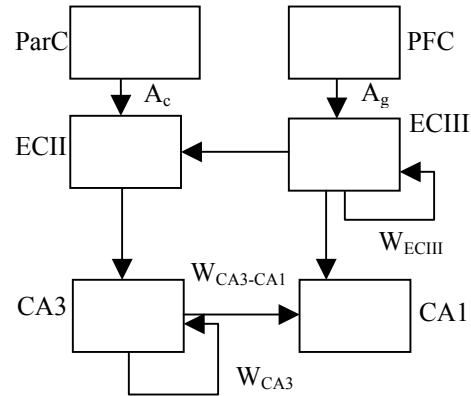 ParC
PFC
A_c
A_g
ECII
ECIII
W_ECIII
W_CA3-CA1
CA3
CA1
W_CA3